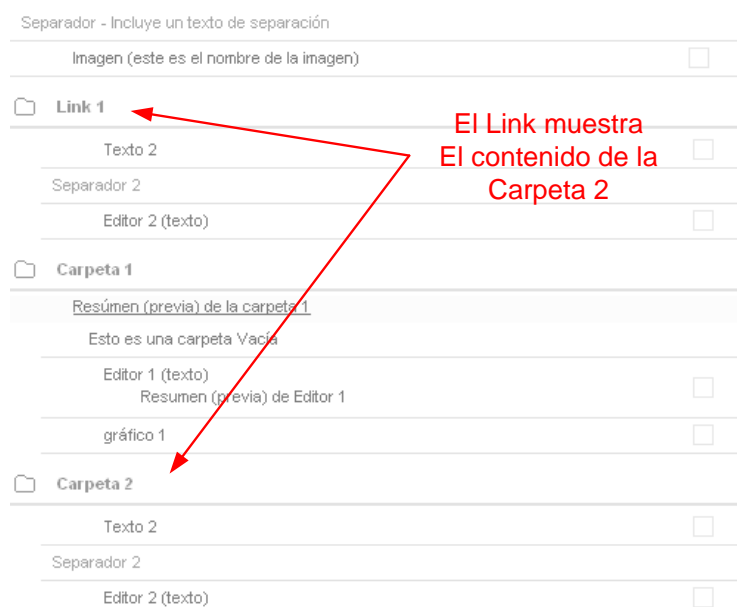 Separador - Incluye un texto de separación
Imagen (este es el nombre de la imagen)
Link 1
El Link muestra
El contenido de la
Carpeta 2
Texto 2
Separador 2
Editor 2 (texto)
Carpeta 1
Resúmen (previa) de la carpeta 1
Esto es una carpeta Vacía
Editor 1 (texto)
Resumen (previa) de Editor 1
gráfico 1
Carpeta 2
Texto 2
Separador 2
Editor 2 (texto)